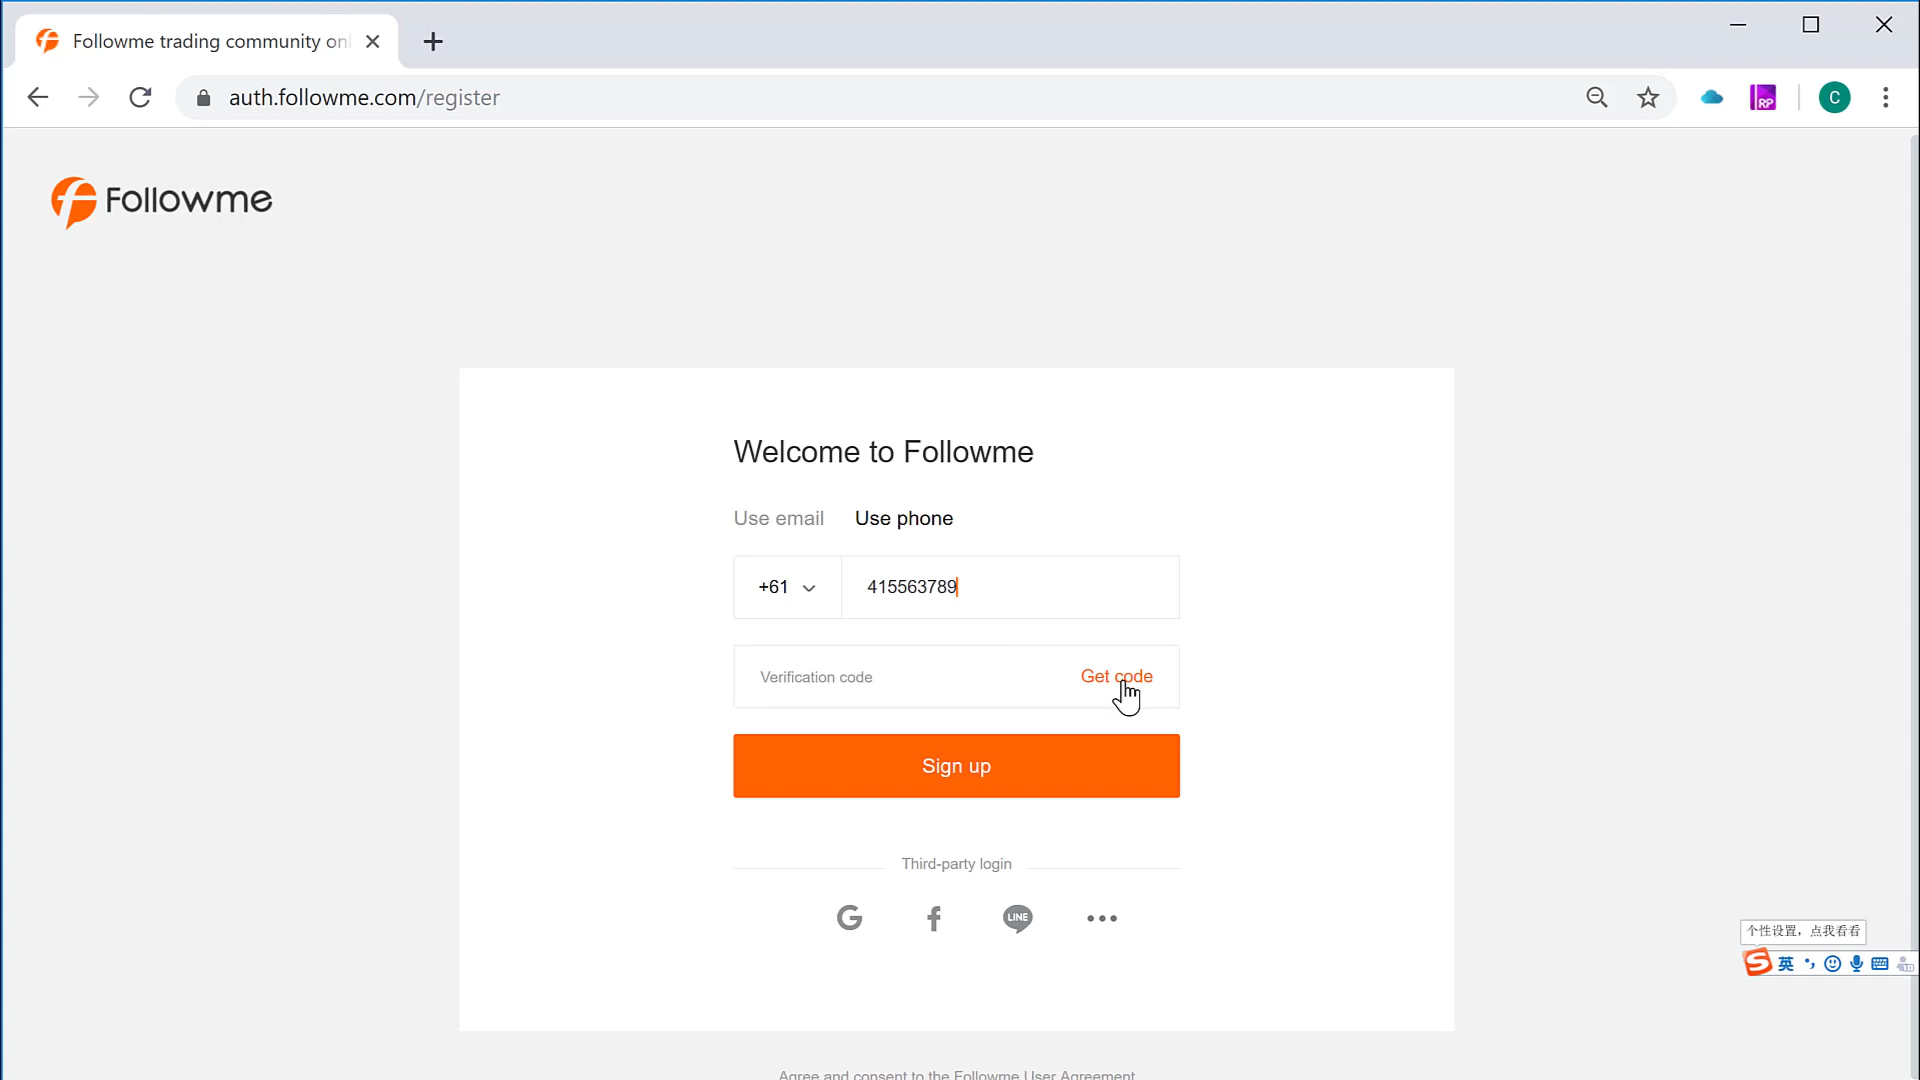 Followme trading community onl
auth.followme.com/register
RP
C
Followme
Welcome to Followme
Use email Use phone
+61 415563789
Verification code Get code
Sign up
Third-party login
G f LINE
个性设置，点我看看
S 英
Agree and consent to the Followme User Agreement